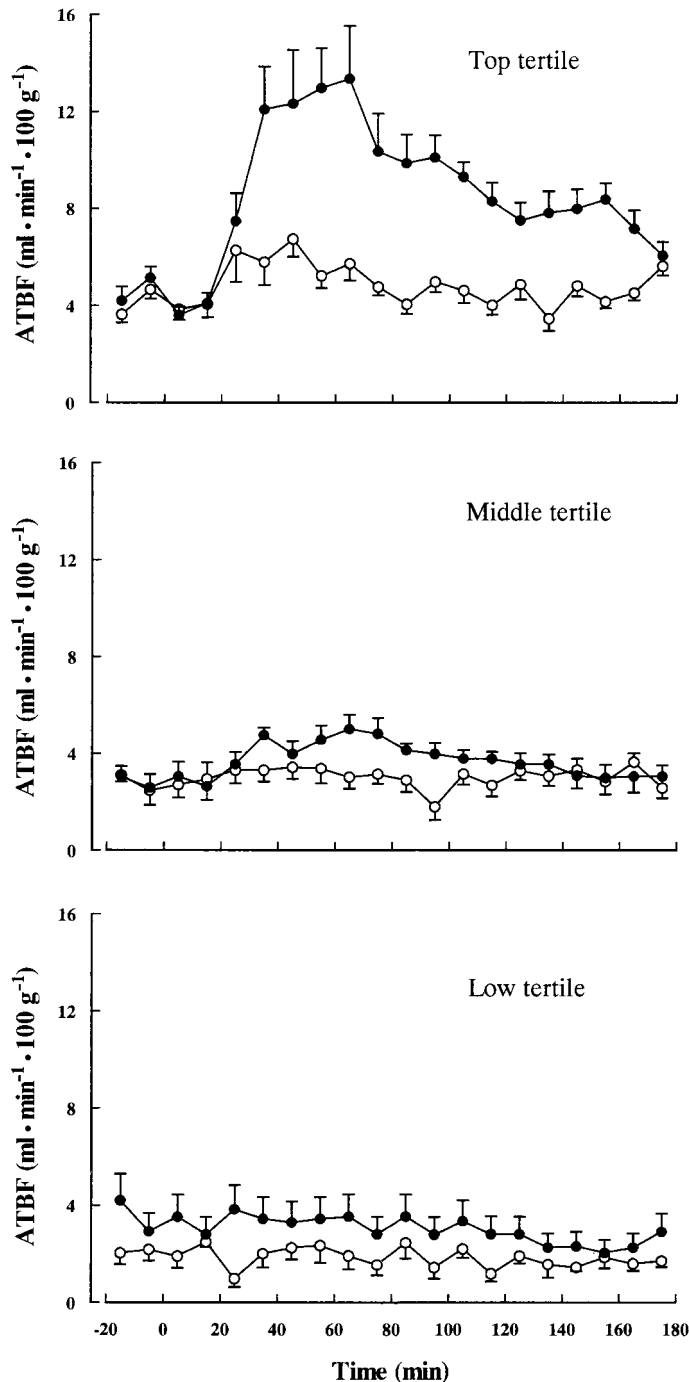 16
Top tertile
12
8
4
0
ATBF (ml • min⁻¹ • 100 g⁻¹)
16
Middle tertile
12
8
4
0
ATBF (ml • min⁻¹ • 100 g⁻¹)
16
Low tertile
12
8
4
0
ATBF (ml • min⁻¹ • 100 g⁻¹)
-20 0 20 40 60 80 100 120 140 160 180
Time (min)